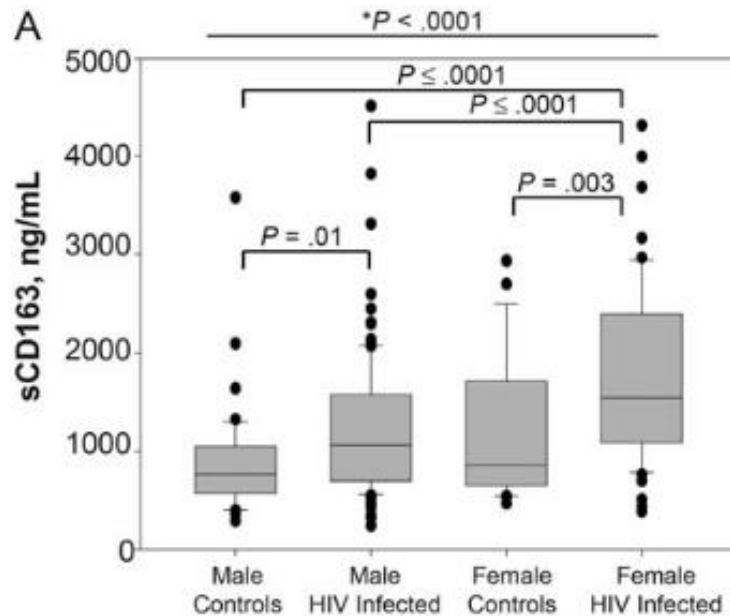 A
*P < .0001
P ≤ .0001
P ≤ .0001
P = .003
P = .01
sCD163, ng/mL
5000
4000
3000
2000
1000
0
Male Controls
Male HIV Infected
Female Controls
Female HIV Infected